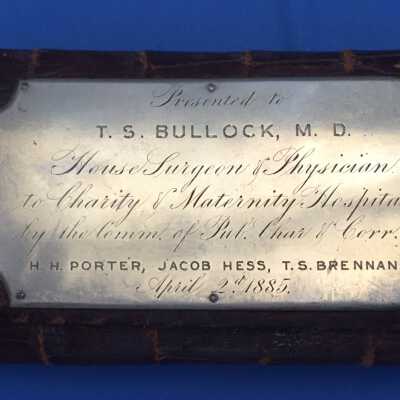 Presented to
T. S. BULLOCK, M. D.
House Surgeon & Physician
to Charity & Maternity Hospita
by the Comm. of Pub. Char & Corr.
H. H. PORTER, JACOB HESS, T. S. BRENNAN
April 2d 1885.